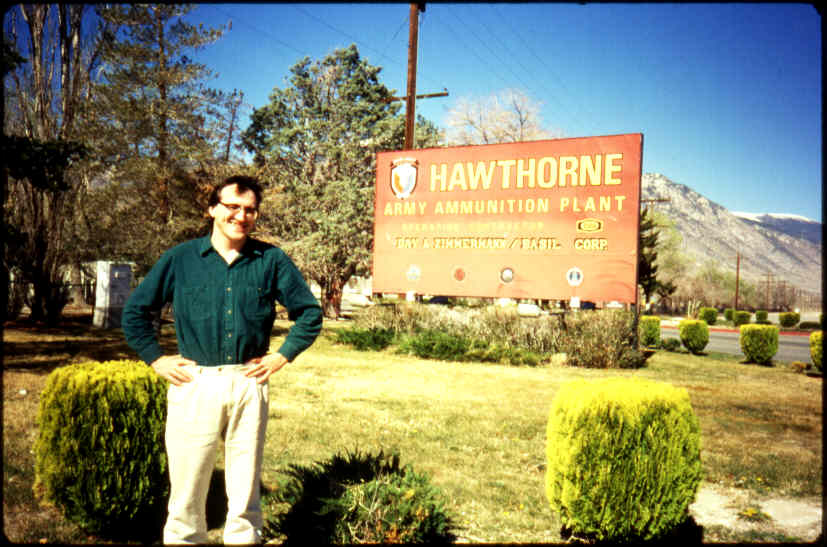 HAWTHORNE
ARMY AMMUNITION PLANT
OPERATING CONTRACTOR
DAY & ZIMMERMANN/BASIL CORP.